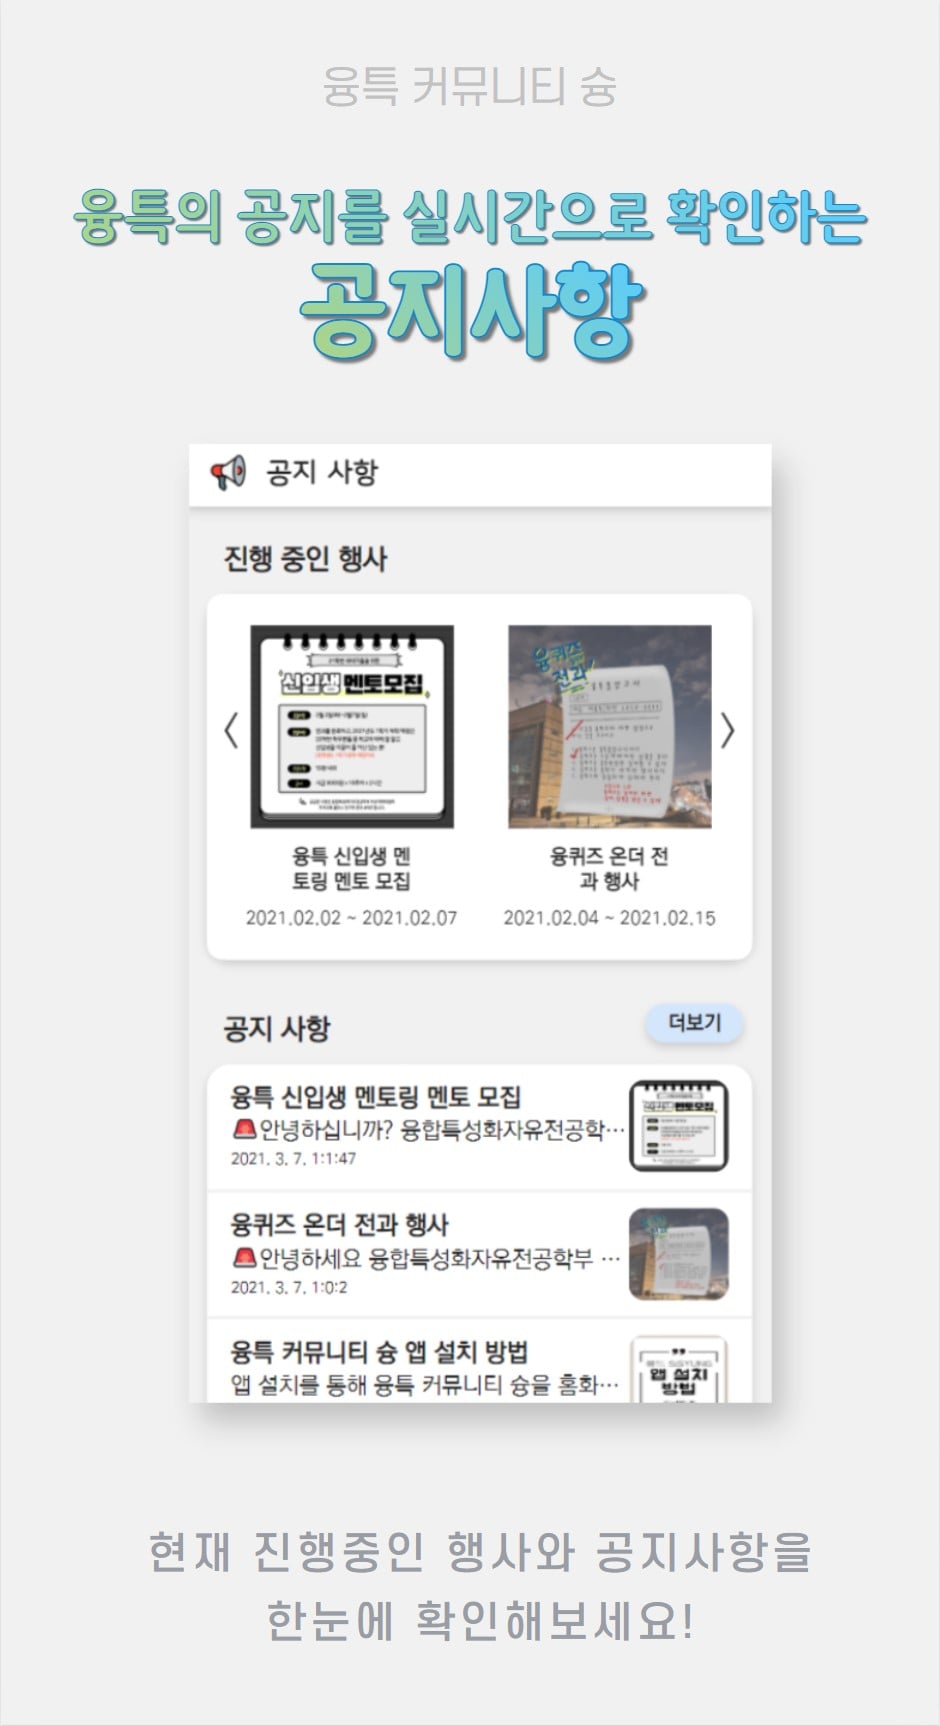 융특 커뮤니티 슝
융특의 공지를 실시간으로 확인하는
공지사항
공지 사항
진행 중인 행사
신입생 멘토모집
융퀴즈
전과
융특 신입생 멘
토링 멘토 모집
2021.02.02 ~ 2021.02.07
융퀴즈 온더 전
과 행사
2021.02.04 ~ 2021.02.15
공지 사항
더보기
융특 신입생 멘토링 멘토 모집
🚨안녕하십니까? 융합특성화자유전공학…
2021. 3. 7. 1:1:47
융퀴즈 온더 전과 행사
🚨안녕하세요 융합특성화자유전공학부 …
2021. 3. 7. 1:0:2
융특 커뮤니티 슝 앱 설치 방법
앱 설치를 통해 융특 커뮤니티 슝을 홈화…
앱 설치
방법
현재 진행중인 행사와 공지사항을
한눈에 확인해보세요!